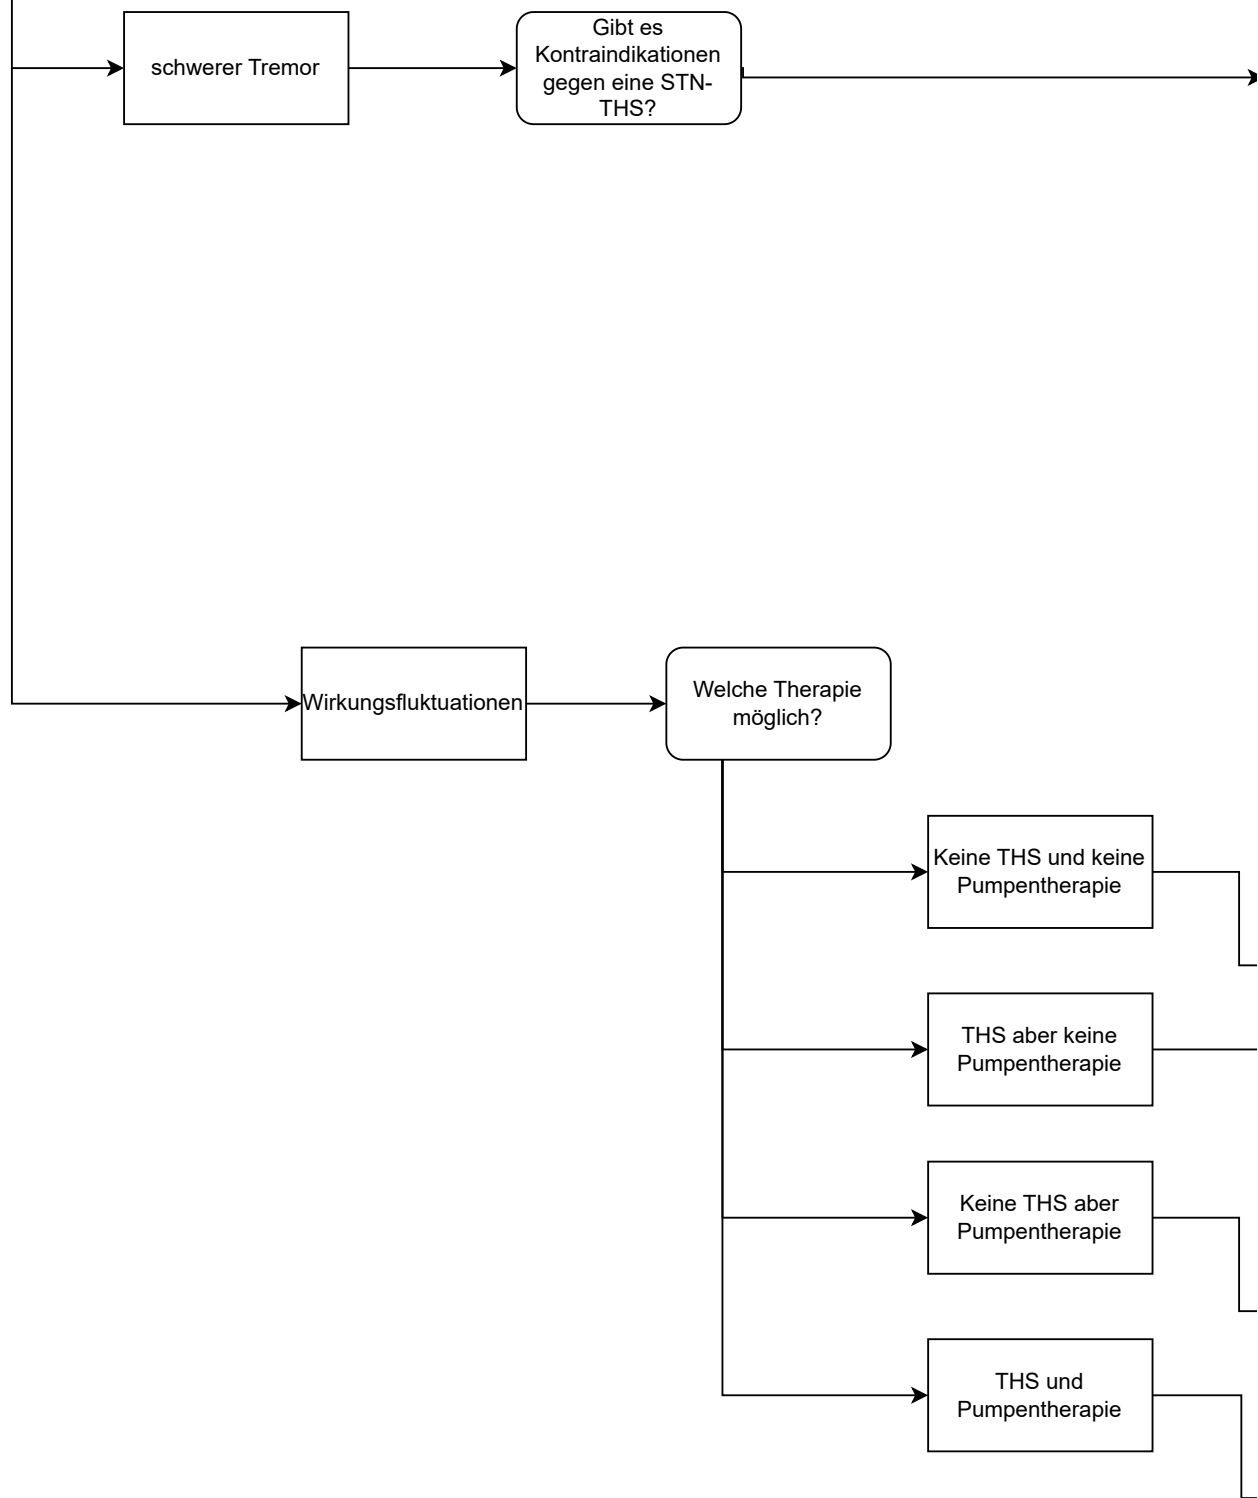 schwerer Tremor
Gibt es
Kontraindikationen
gegen eine STN-
THS?
Wirkungsfluktuationen
Welche Therapie
möglich?
Keine THS und keine
Pumpentherapie
THS aber keine
Pumpentherapie
Keine THS aber
Pumpentherapie
THS und
Pumpentherapie